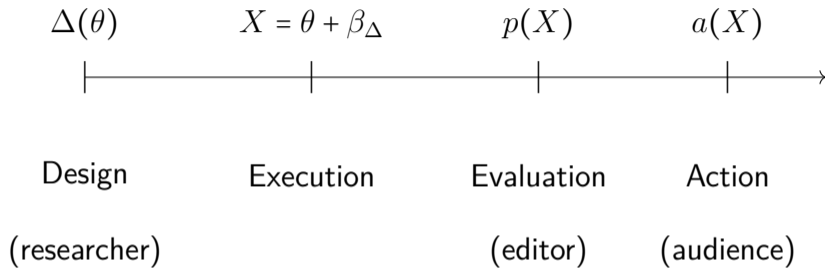 Δ(θ) X = θ + β_Δ p(X) a(X)
Design Execution Evaluation Action
(researcher) (editor) (audience)